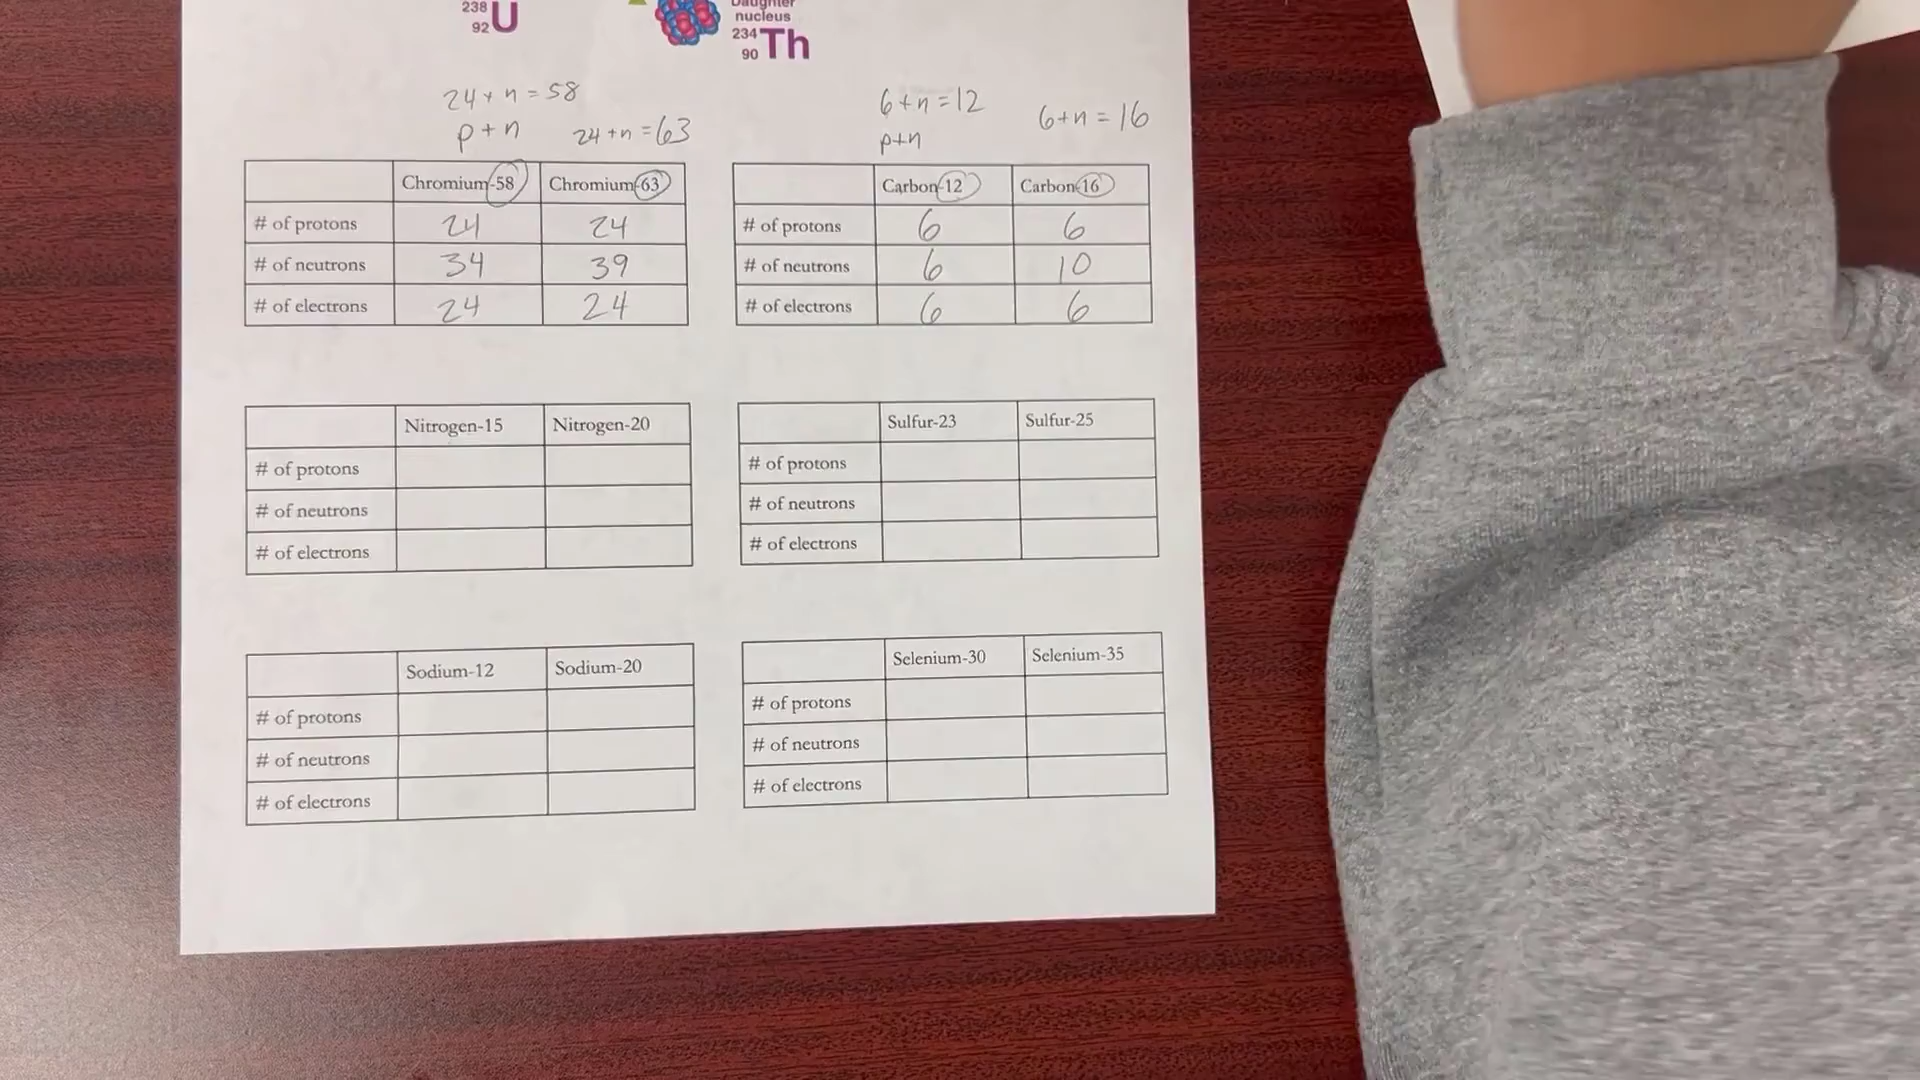 238
92 U
Daughter
nucleus
234
90 Th
24 + n = 58
p + n
24 + n = 63
6 + n = 12
p+n
6+n = 16
Chromium-58 Chromium-63
# of protons 24 24
# of neutrons 34 39
# of electrons 24 24
Carbon-12 Carbon-16
# of protons 6 6
# of neutrons 6 10
# of electrons 6 6
Nitrogen-15 Nitrogen-20
# of protons
# of neutrons
# of electrons
Sulfur-23 Sulfur-25
# of protons
# of neutrons
# of electrons
Sodium-12 Sodium-20
# of protons
# of neutrons
# of electrons
Selenium-30 Selenium-35
# of protons
# of neutrons
# of electrons